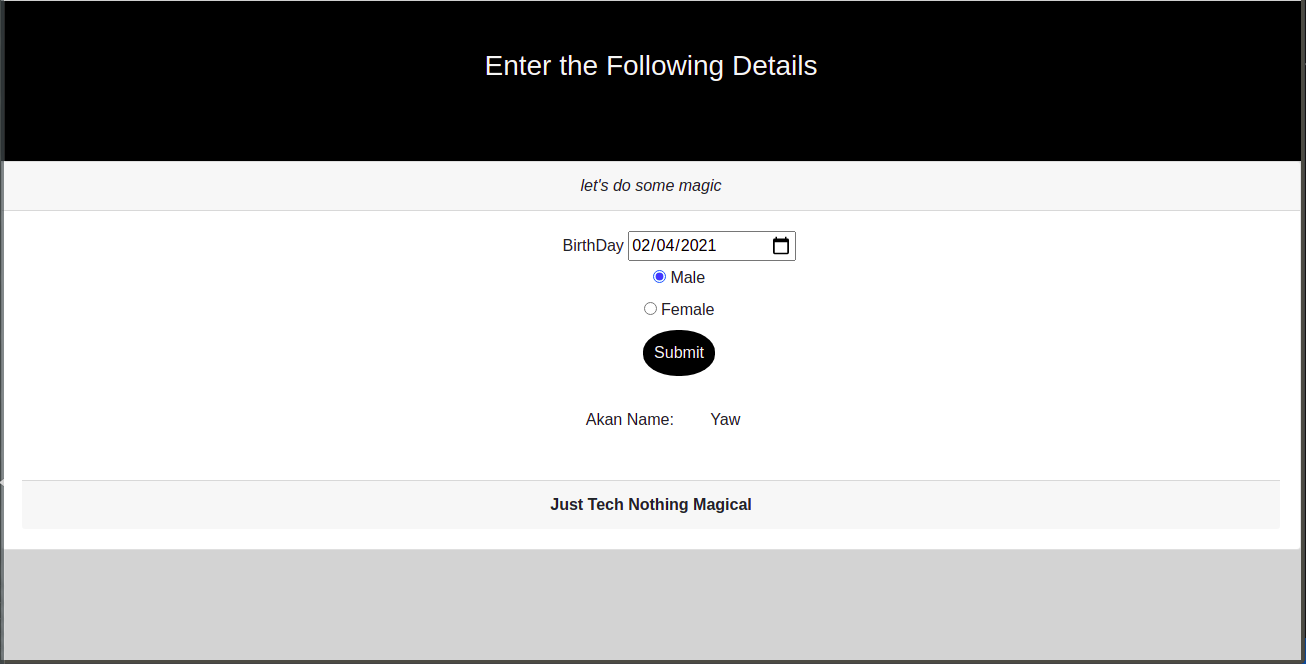 Enter the Following Details
let's do some magic
BirthDay 02/04/2021
Male
Female
Submit
Akan Name: Yaw
Just Tech Nothing Magical